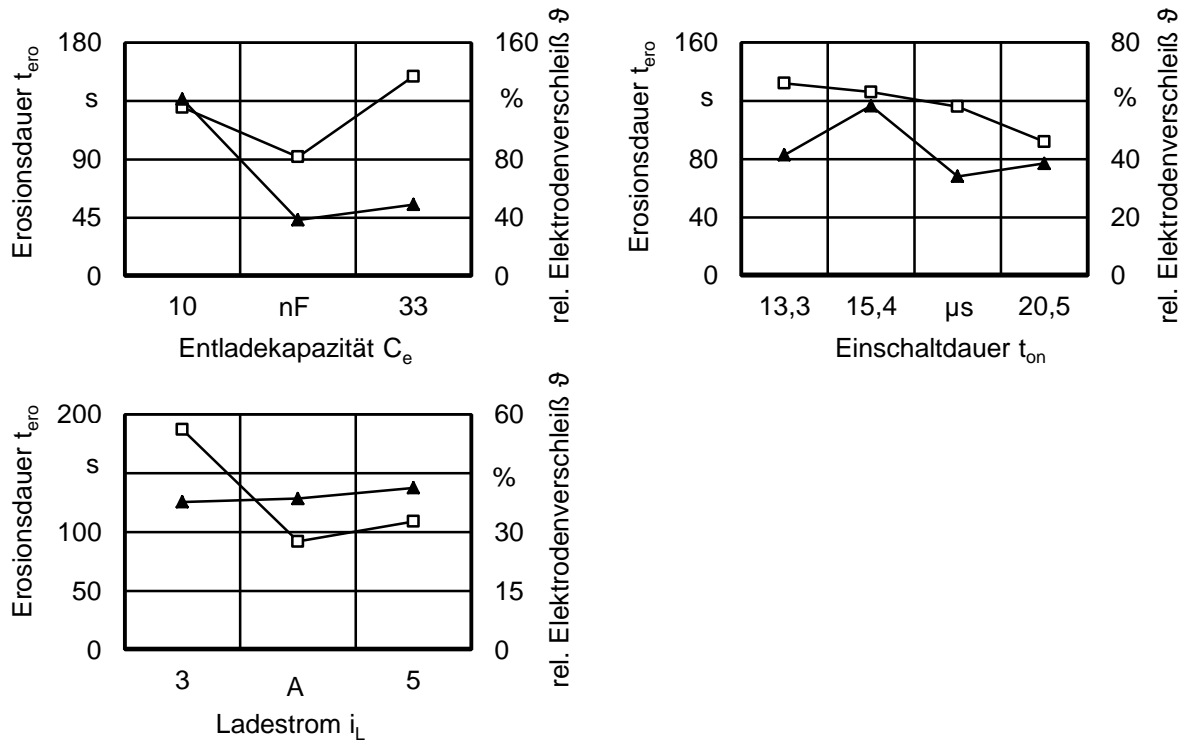 Erosionsdauer t_ero
180
s
90
45
0
160
%
80
40
0
rel. Elektrodenverschleiß ϑ
10 nF 33
Entladekapazität C_e
Erosionsdauer t_ero
160
s
80
40
0
80
%
40
20
0
rel. Elektrodenverschleiß ϑ
13,3 15,4 µs 20,5
Einschaltdauer t_on
Erosionsdauer t_ero
200
s
100
50
0
60
%
30
15
0
rel. Elektrodenverschleiß ϑ
3 A 5
Ladestrom i_L